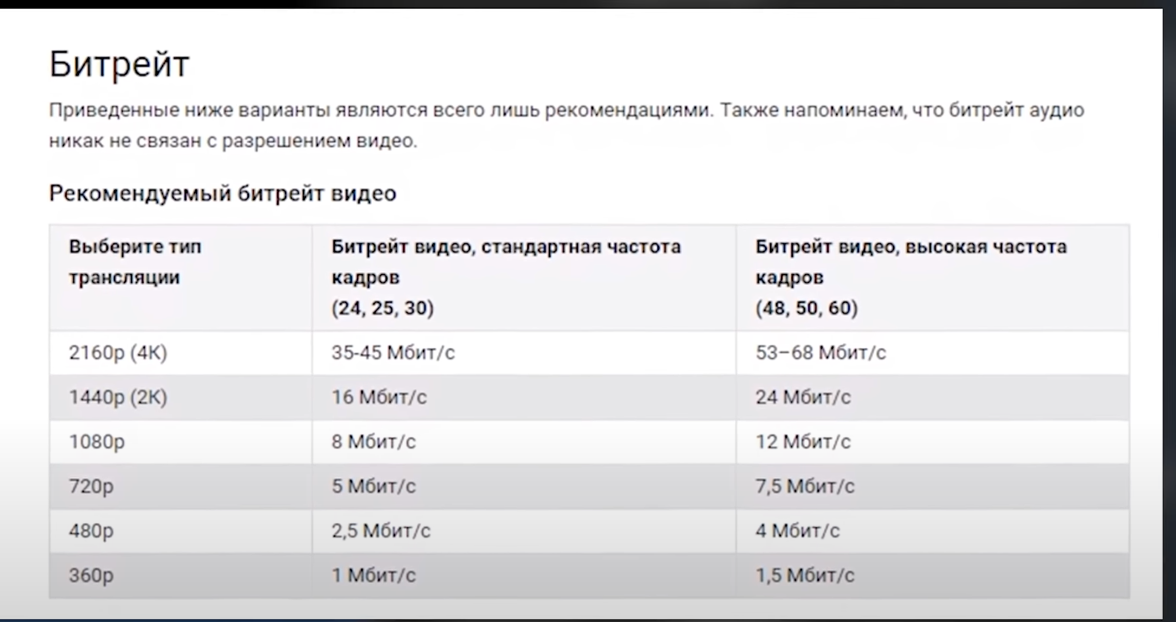 Битрейт
Приведенные ниже варианты являются всего лишь рекомендациями. Также напоминаем, что битрейт аудио
никак не связан с разрешением видео.
Рекомендуемый битрейт видео
Выберите тип трансляции | Битрейт видео, стандартная частота кадров (24, 25, 30) | Битрейт видео, высокая частота кадров (48, 50, 60)
2160p (4K) 35-45 Мбит/с 53–68 Мбит/с
1440p (2K) 16 Мбит/с 24 Мбит/с
1080p 8 Мбит/с 12 Мбит/с
720p 5 Мбит/с 7,5 Мбит/с
480p 2,5 Мбит/с 4 Мбит/с
360p 1 Мбит/с 1,5 Мбит/с